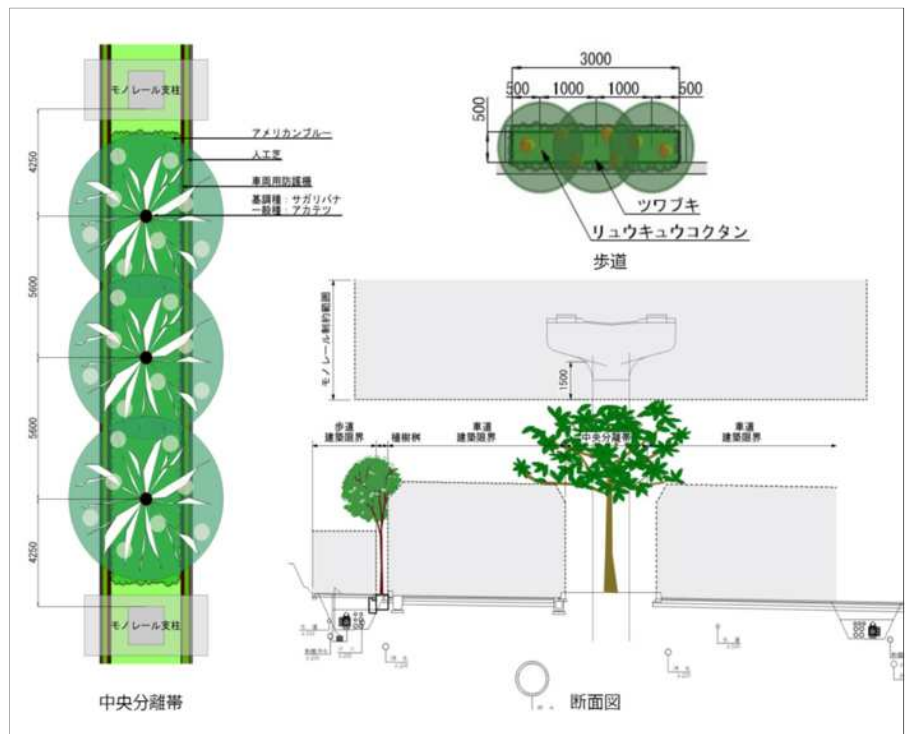 モノレール支柱
アメリカンブルー
人工芝
車両用防護柵
基調種:サガリバナ
一般種:アカテツ
4250
5600
5600
4250
モノレール支柱
中央分離帯
3000
500
1000
1000
500
500
ツワブキ
リュウキュウコクタン
歩道
モノレール制約範囲
1500
歩道
建築限界
植樹桝
車道
建築限界
中央分離帯
車道
建築限界
断面図